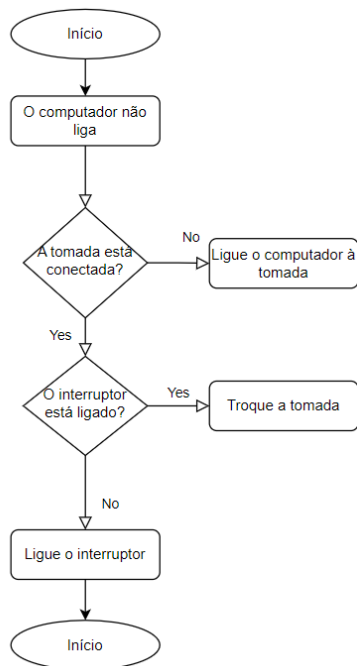 Início
O computador não
liga
A tomada está
conectada?
No
Ligue o computador à
tomada
Yes
O interruptor
está ligado?
Yes
Troque a tomada
No
Ligue o interruptor
Início